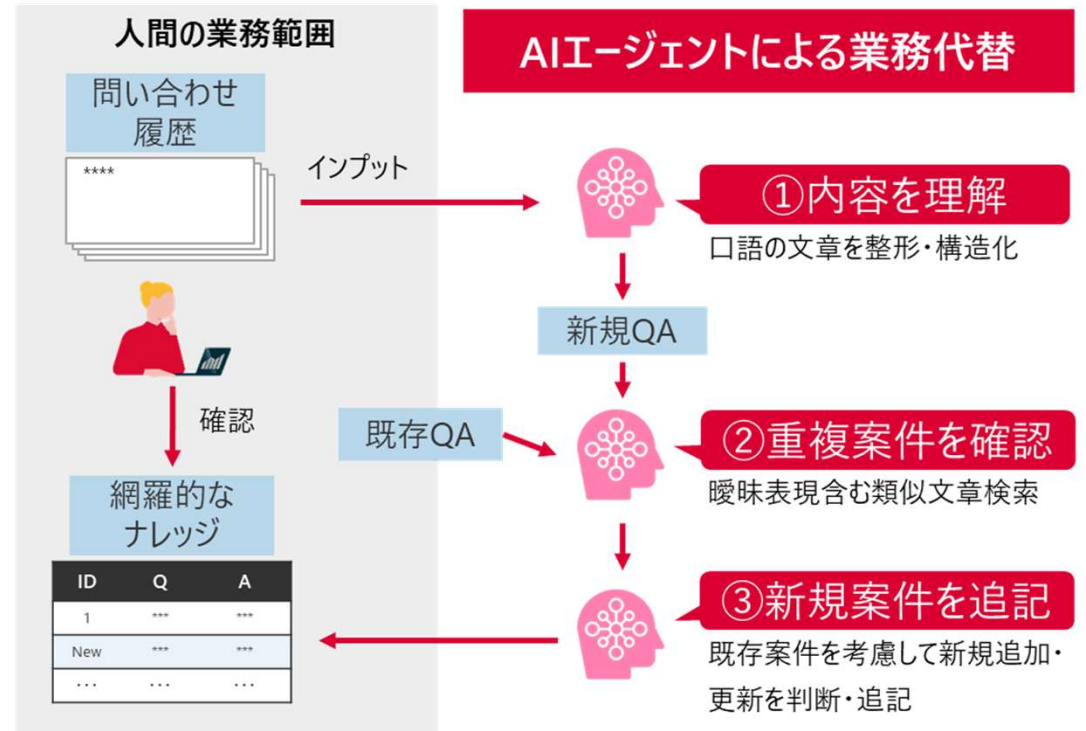 人間の業務範囲
AIエージェントによる業務代替
問い合わせ
履歴
****
インプット
①内容を理解
口語の文章を整形・構造化
新規QA
確認
既存QA
②重複案件を確認
曖昧表現含む類似文章検索
網羅的な
ナレッジ
ID Q A
1 *** ***
New *** ***
... ... ...
③新規案件を追記
既存案件を考慮して新規追加・
更新を判断・追記